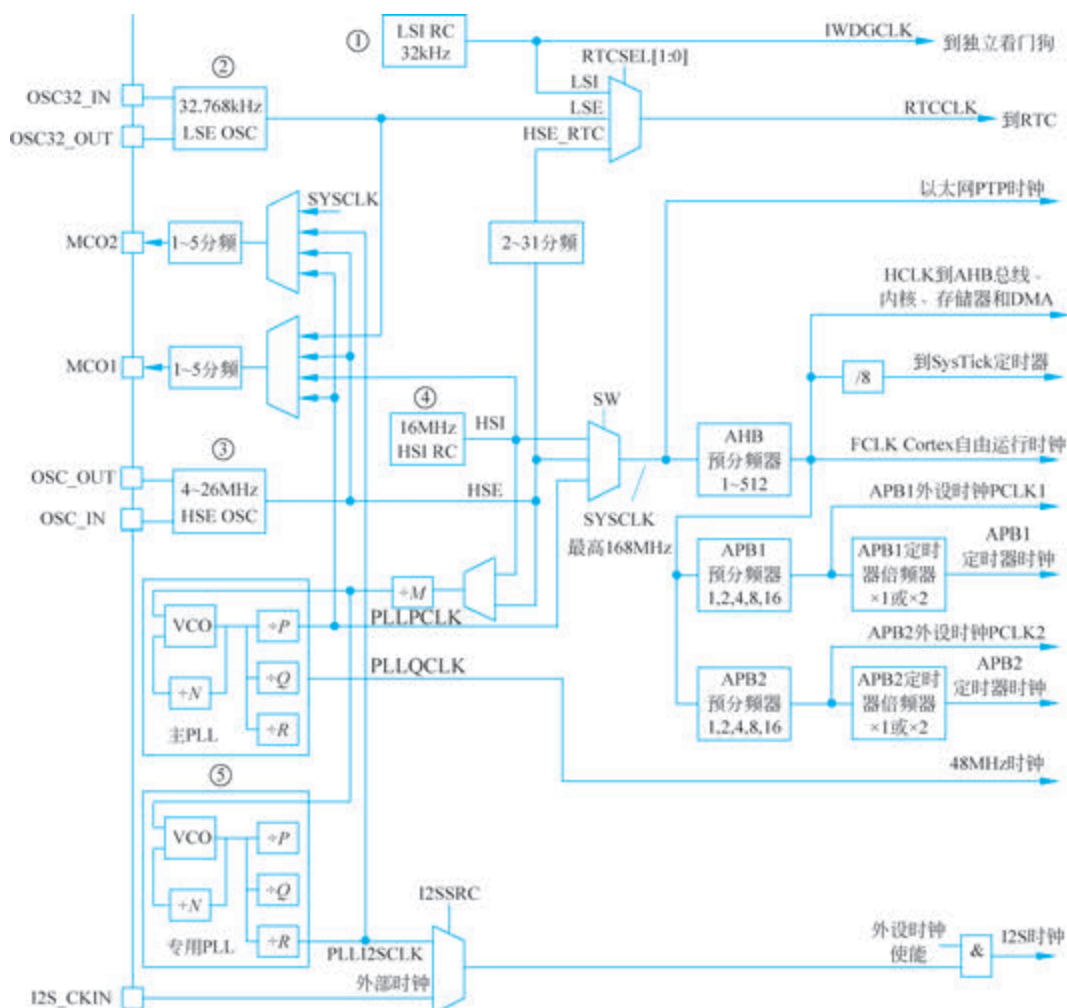 ①
LSI RC
32kHz
IWDGCLK
到独立看门狗
RTCSEL[1:0]
②
OSC32_IN
OSC32_OUT
32.768kHz
LSE OSC
LSI
LSE
HSE_RTC
RTCCLK
到RTC
SYSCLK
以太网PTP时钟
MCO2
1~5分频
2~31分频
HCLK到AHB总线、
内核、存储器和DMA
MCO1
1~5分频
/8
到SysTick定时器
④
16MHz
HSI RC
HSI
SW
AHB
预分频器
1~512
FCLK Cortex自由运行时钟
③
OSC_OUT
OSC_IN
4~26MHz
HSE OSC
HSE
SYSCLK
最高168MHz
APB1外设时钟PCLK1
APB1
预分频器
1,2,4,8,16
APB1定时
器倍频器
×1或×2
APB1
定时器时钟
÷M
VCO
÷P
PLLPCLK
÷N
÷Q
PLLQCLK
÷R
主PLL
APB2外设时钟PCLK2
APB2
预分频器
1,2,4,8,16
APB2定时
器倍频器
×1或×2
APB2
定时器时钟
48MHz时钟
⑤
VCO
÷P
÷N
÷Q
÷R
专用PLL
I2SSRC
PLLI2SCLK
外部时钟
I2S_CKIN
外设时钟
使能
&
I2S时钟